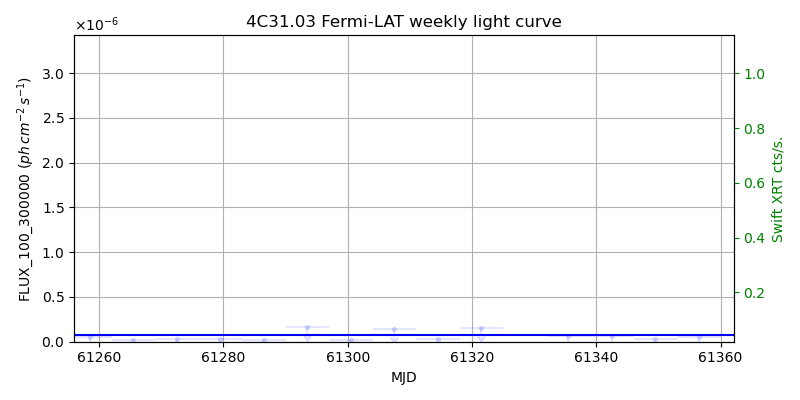 4C31.03 Fermi-LAT weekly light curve
×10⁻⁶
FLUX_100_300000 (ph cm⁻² s⁻¹)
3.0
2.5
2.0
1.5
1.0
0.5
0.0
1.0
0.8
0.6
0.4
0.2
Swift XRT cts/s.
61260 61280 61300 61320 61340 61360
MJD